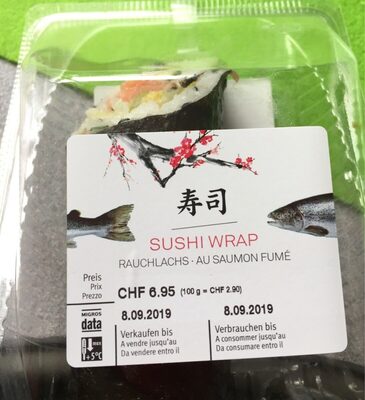 寿司
SUSHI WRAP
RAUCHLACHS · AU SAUMON FUMÉ
Preis
Prix
Prezzo
CHF 6.95 (100 g = CHF 2.90)
MIGROS
data
8.09.2019
8.09.2019
max
+5°C
Verkaufen bis
A vendre jusqu'au
Da vendere entro il
Verbrauchen bis
A consommer jusqu'au
Da consumare entro il